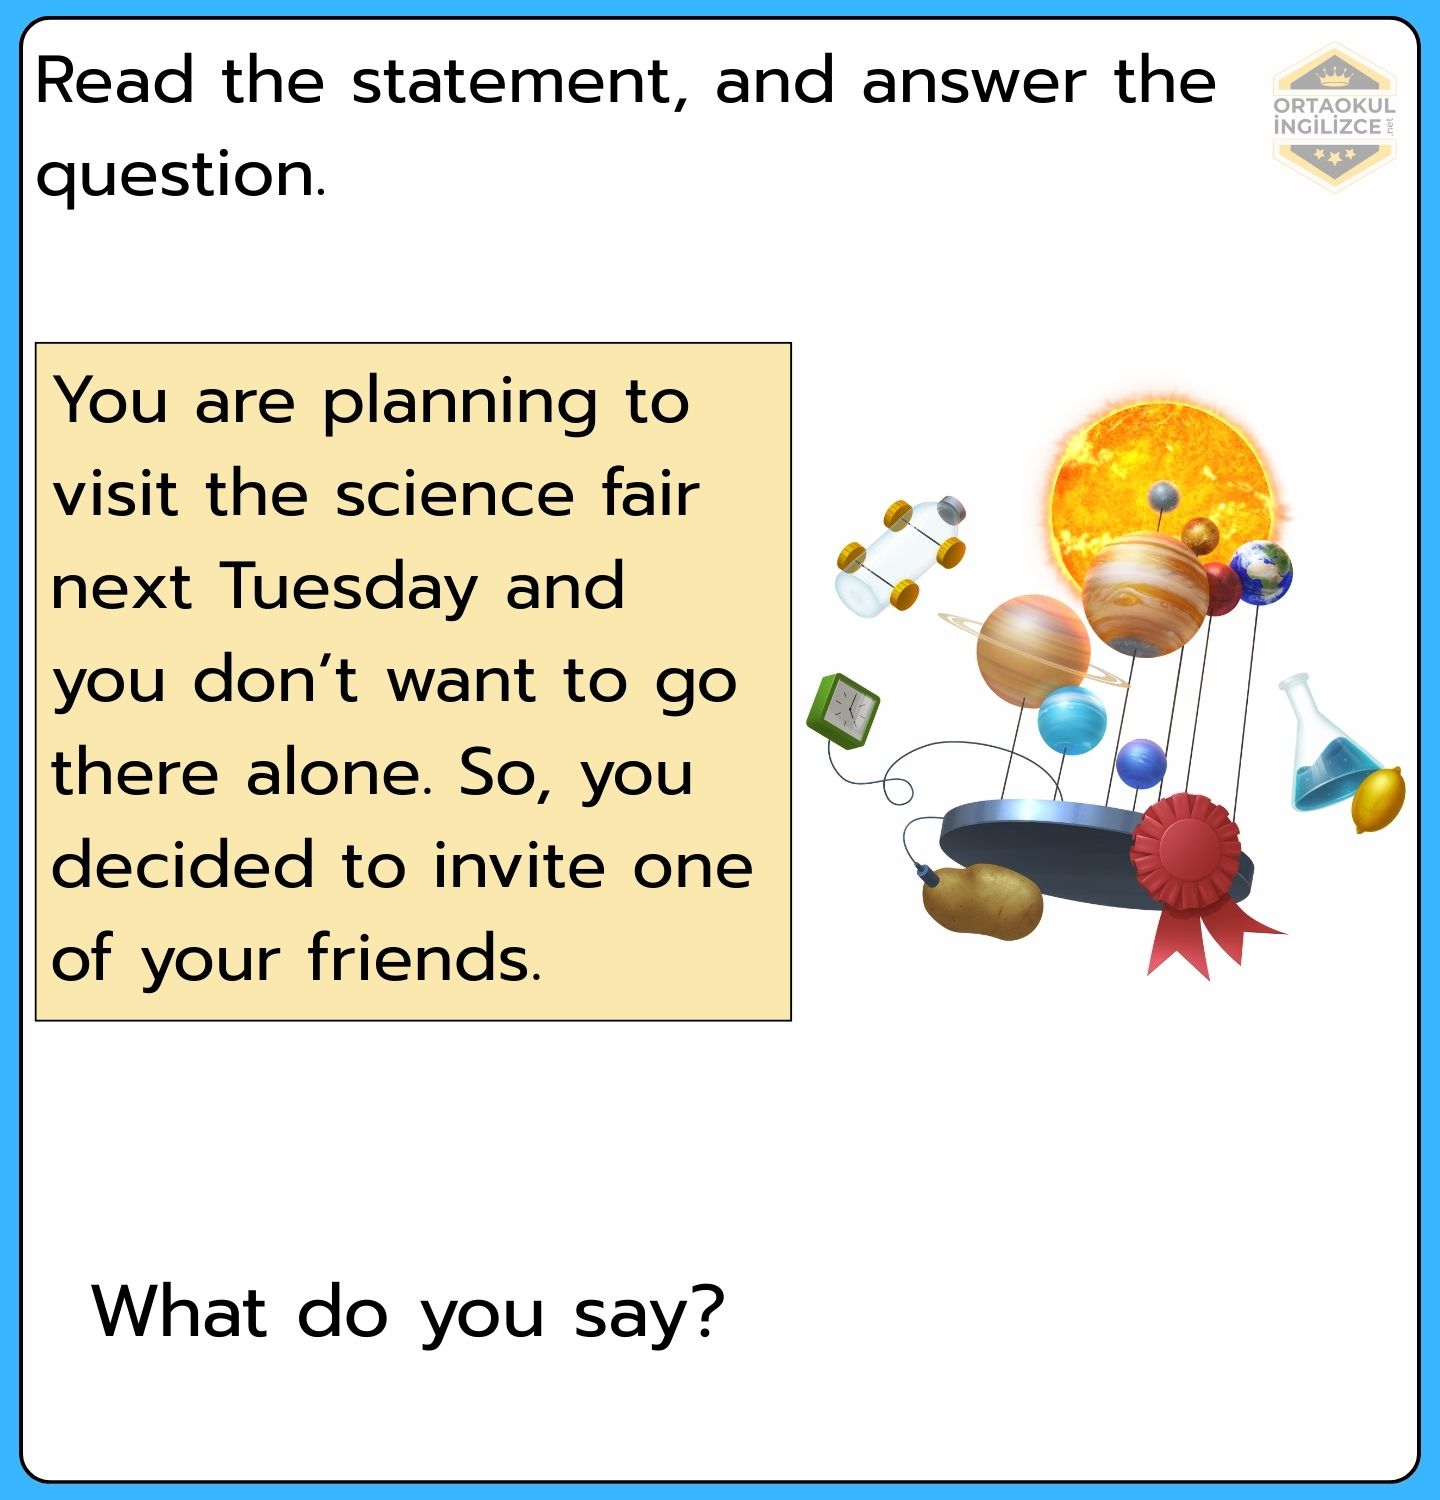 Read the statement, and answer the
question.
ORTAOKUL
İNGİLİZCE
.net
You are planning to
visit the science fair
next Tuesday and
you don’t want to go
there alone. So, you
decided to invite one
of your friends.
What do you say?